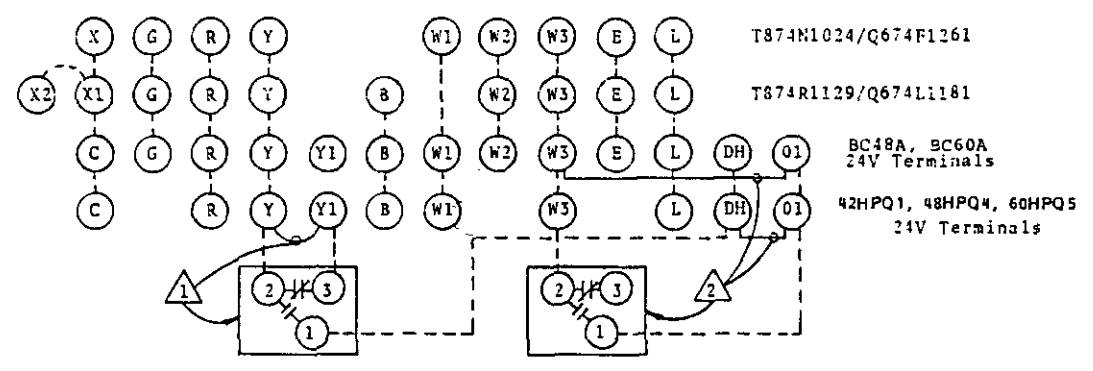 X G R Y W1 W2 W3 E L T874N1024/Q674F1261
X2 X1 G R Y B W2 W3 E L T874R1129/Q674L1181
C G R Y Y1 B W1 W2 W3 E L DH O1 BC48A, BC60A
24V Terminals
C R Y Y1 B W1 W3 L DH O1 42HPQ1, 48HPQ4, 60HPQ5
24V Terminals
1 2 3 2 3 2
1 1